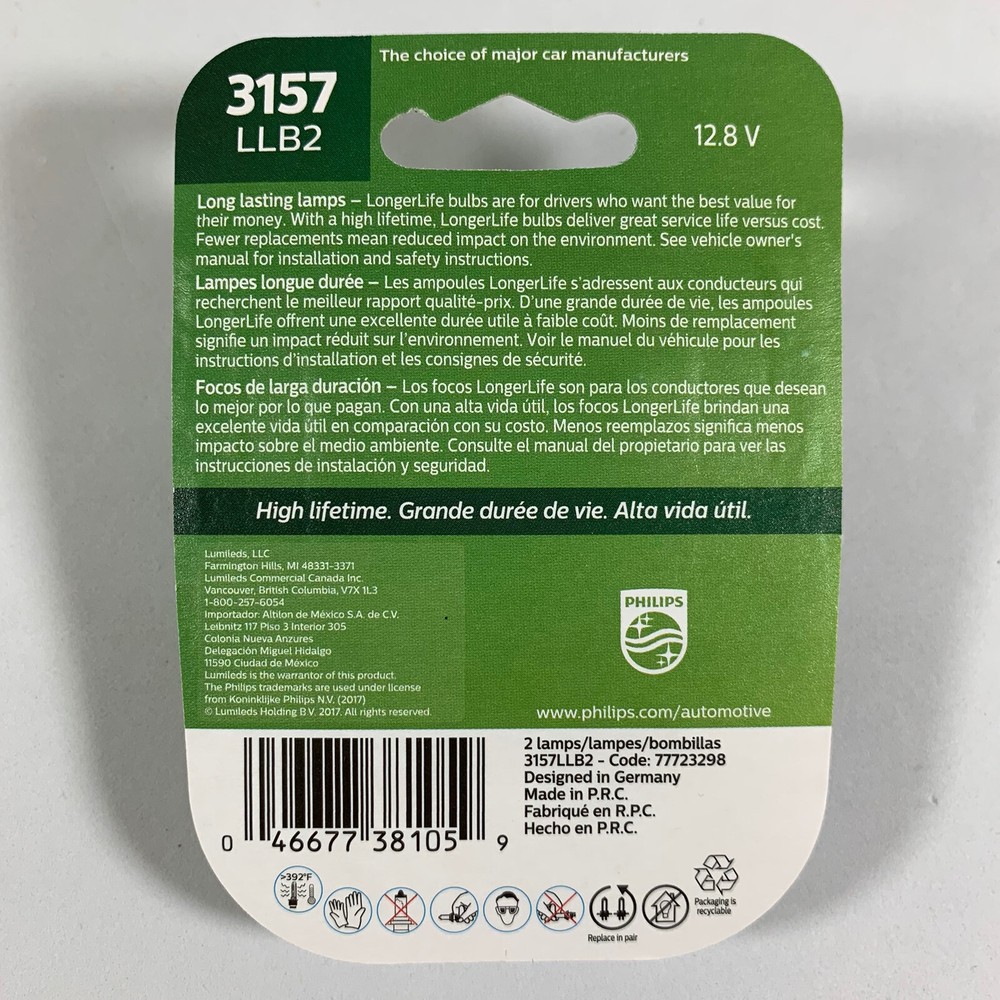 The choice of major car manufacturers
3157
LLB2
12.8 V
Long lasting lamps – LongerLife bulbs are for drivers who want the best value for
their money. With a high lifetime, LongerLife bulbs deliver great service life versus cost.
Fewer replacements mean reduced impact on the environment. See vehicle owner's
manual for installation and safety instructions.
Lampes longue durée – Les ampoules LongerLife s'adressent aux conducteurs qui
recherchent le meilleur rapport qualité-prix. D'une grande durée de vie, les ampoules
LongerLife offrent une excellente durée utile à faible coût. Moins de remplacement
signifie un impact réduit sur l'environnement. Voir le manuel du véhicule pour les
instructions d'installation et les consignes de sécurité.
Focos de larga duración – Los focos LongerLife son para los conductores que desean
lo mejor por lo que pagan. Con una alta vida útil, los focos LongerLife brindan una
excelente vida útil en comparación con su costo. Menos reemplazos significa menos
impacto sobre el medio ambiente. Consulte el manual del propietario para ver las
instrucciones de instalación y seguridad.
High lifetime. Grande durée de vie. Alta vida útil.
Lumileds, LLC
Farmington Hills, MI 48331-3371
Lumileds Commercial Canada Inc.
Vancouver, British Columbia, V7X 1L3
1-800-257-6054
Importador: Altilon de México S.A. de C.V.
Leibnitz 117 Piso 3 Interior 305
Colonia Nueva Anzures
Delegación Miguel Hidalgo
11590 Ciudad de México
Lumileds is the warrantor of this product.
The Philips trademarks are used under license
from Koninklijke Philips N.V. (2017)
© Lumileds Holding B.V. 2017. All rights reserved.
PHILIPS
www.philips.com/automotive
2 lamps/lampes/bombillas
3157LLB2 - Code: 77723298
Designed in Germany
Made in P.R.C.
Fabriqué en R.P.C.
Hecho en P.R.C.
0 46677 38105 9
>392°F
Replace in pair
Packaging is
recyclable